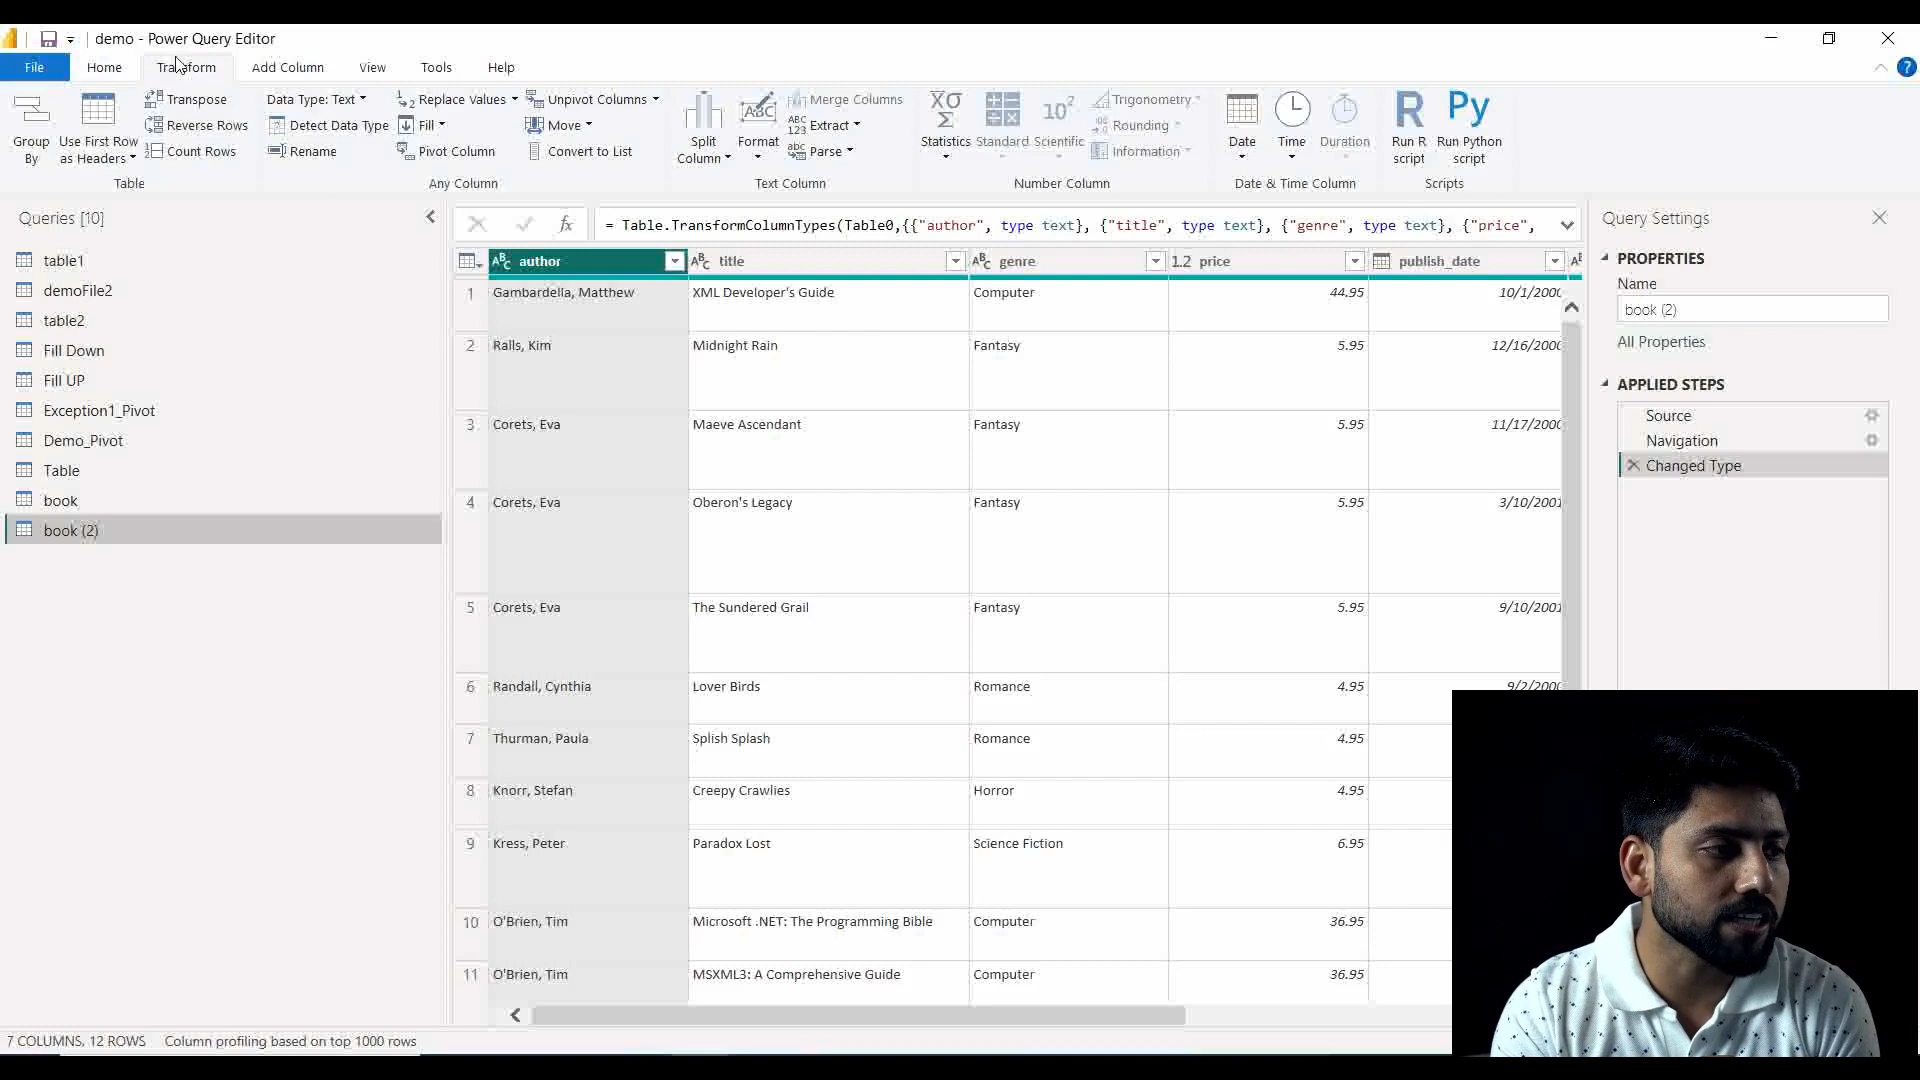 demo - Power Query Editor
File Home Transform Add Column View Tools Help
Group By
Use First Row as Headers
Transpose
Reverse Rows
Count Rows
Table
Data Type: Text
Detect Data Type
Rename
Replace Values
Fill
Pivot Column
Unpivot Columns
Move
Convert to List
Any Column
Split Column
Format
Merge Columns
Extract
Parse
Text Column
Statistics
Standard
Scientific
Trigonometry
Rounding
Information
Number Column
Date
Time
Duration
Date & Time Column
Run R script
Run Python script
Scripts
Queries [10]
table1
demoFile2
table2
Fill Down
Fill UP
Exception1_Pivot
Demo_Pivot
Table
book
book (2)
= Table.TransformColumnTypes(Table0,{{"author", type text}, {"title", type text}, {"genre", type text}, {"price",
author title genre 1.2 price publish_date
1 Gambardella, Matthew XML Developer's Guide Computer 44.95 10/1/2000
2 Ralls, Kim Midnight Rain Fantasy 5.95 12/16/2000
3 Corets, Eva Maeve Ascendant Fantasy 5.95 11/17/2000
4 Corets, Eva Oberon's Legacy Fantasy 5.95 3/10/2001
5 Corets, Eva The Sundered Grail Fantasy 5.95 9/10/2001
6 Randall, Cynthia Lover Birds Romance 4.95 9/2/2000
7 Thurman, Paula Splish Splash Romance 4.95
8 Knorr, Stefan Creepy Crawlies Horror 4.95
9 Kress, Peter Paradox Lost Science Fiction 6.95
10 O'Brien, Tim Microsoft .NET: The Programming Bible Computer 36.95
11 O'Brien, Tim MSXML3: A Comprehensive Guide Computer 36.95
Query Settings
PROPERTIES
Name
book (2)
All Properties
APPLIED STEPS
Source
Navigation
Changed Type
7 COLUMNS, 12 ROWS Column profiling based on top 1000 rows